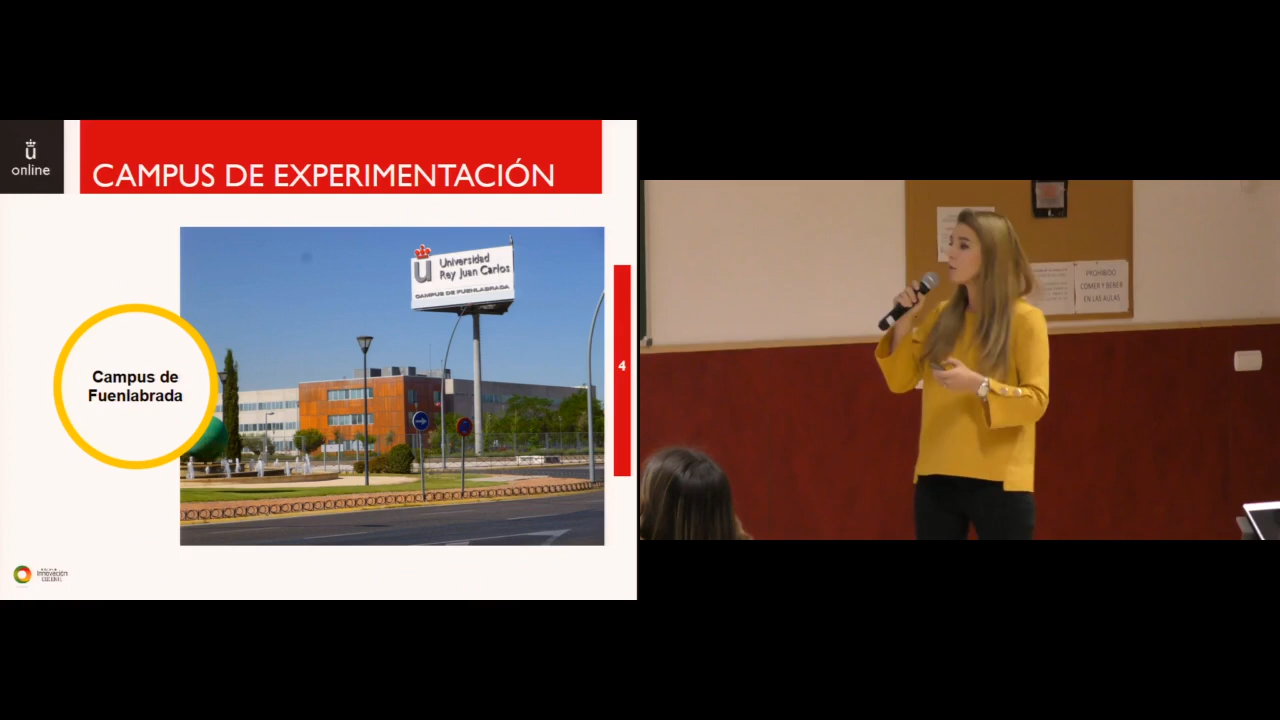 ü
online
CAMPUS DE EXPERIMENTACIÓN
u
Universidad
Rey Juan Carlos
CAMPUS DE FUENLABRADA
Campus de
Fuenlabrada
4
innovación
PROHIBIDO
COMER Y BEBER
EN LAS AULAS